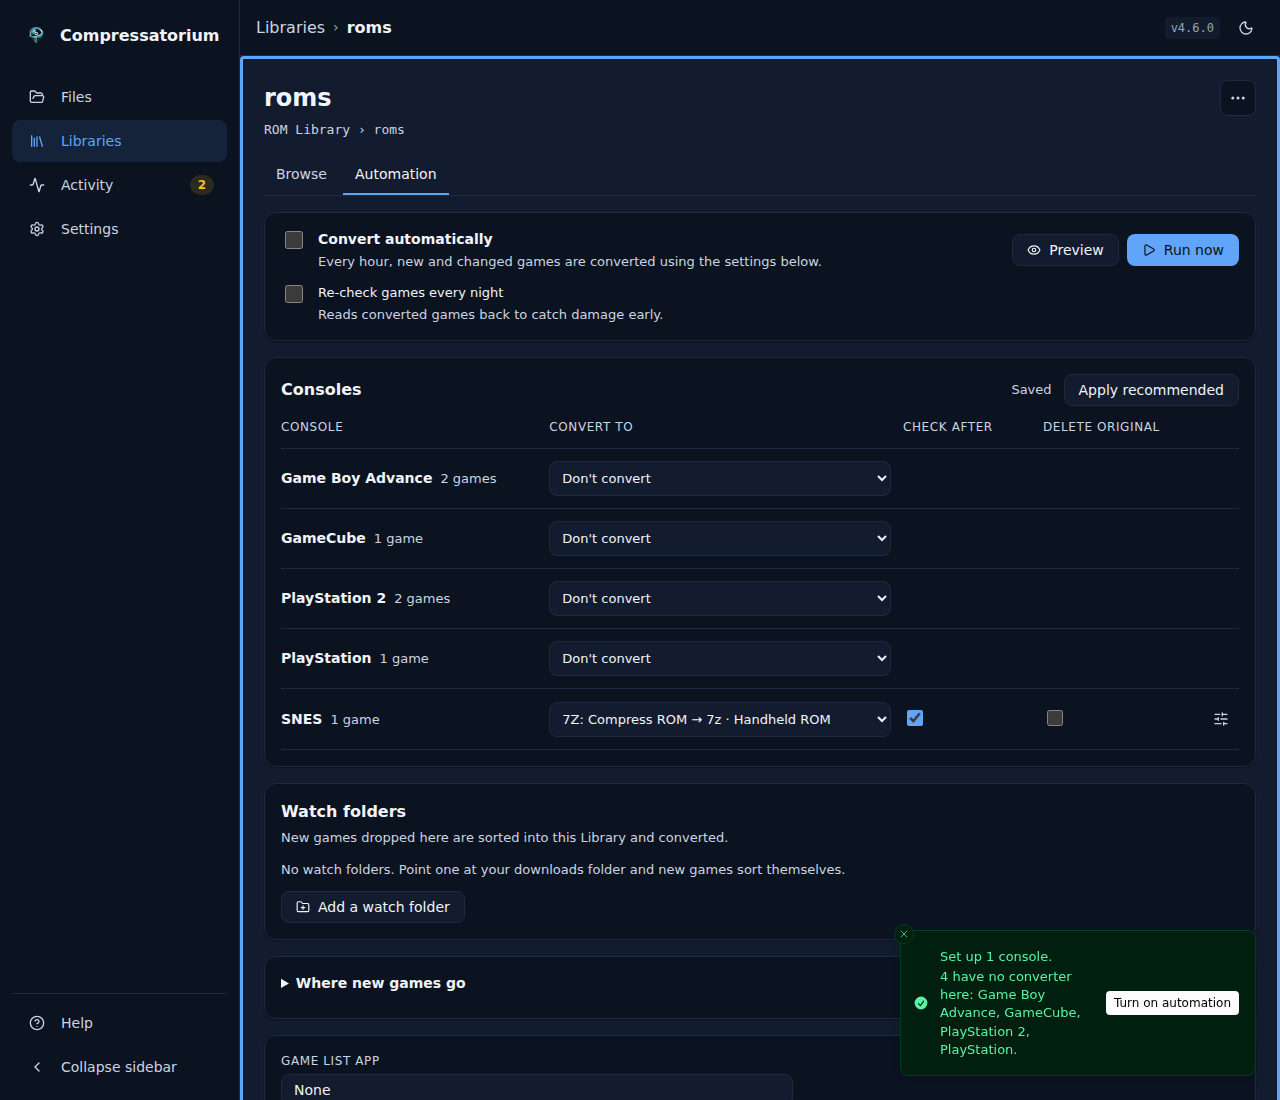 Compressatorium
Libraries › roms
v4.6.0
Files
Libraries
Activity 2
Settings
Help
Collapse sidebar
roms
ROM Library › roms
Browse Automation
Convert automatically
Every hour, new and changed games are converted using the settings below.
Preview Run now
Re-check games every night
Reads converted games back to catch damage early.
Consoles
Saved Apply recommended
CONSOLE CONVERT TO CHECK AFTER DELETE ORIGINAL
Game Boy Advance 2 games Don't convert
GameCube 1 game Don't convert
PlayStation 2 2 games Don't convert
PlayStation 1 game Don't convert
SNES 1 game 7Z: Compress ROM → 7z · Handheld ROM
Watch folders
New games dropped here are sorted into this Library and converted.
No watch folders. Point one at your downloads folder and new games sort themselves.
Add a watch folder
Where new games go
GAME LIST APP
None
Set up 1 console.
4 have no converter
here: Game Boy
Advance, GameCube,
PlayStation 2,
PlayStation.
Turn on automation